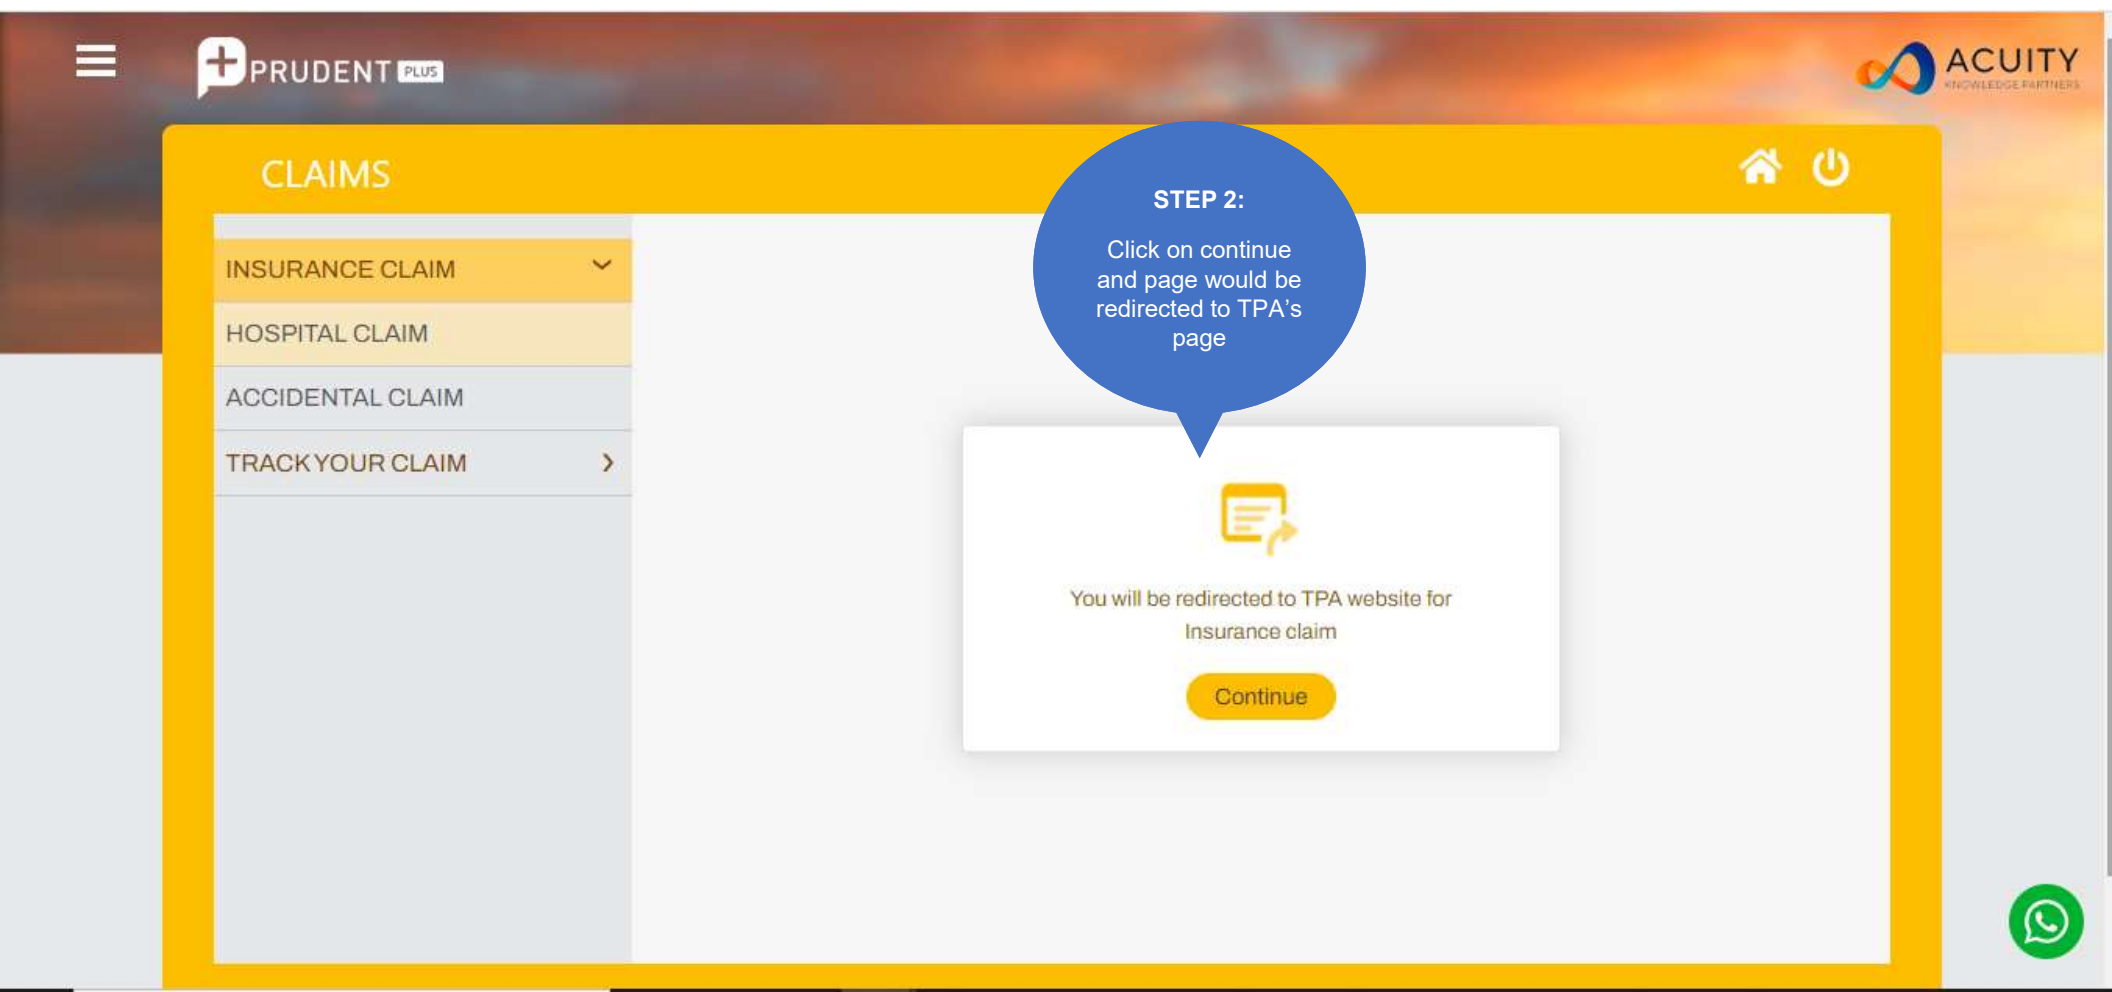 PRUDENT PLUS
ACUITY
KNOWLEDGE PARTNERS
CLAIMS
STEP 2:
Click on continue
and page would be
redirected to TPA’s
page
INSURANCE CLAIM
HOSPITAL CLAIM
ACCIDENTAL CLAIM
TRACK YOUR CLAIM
You will be redirected to TPA website for
Insurance claim
Continue